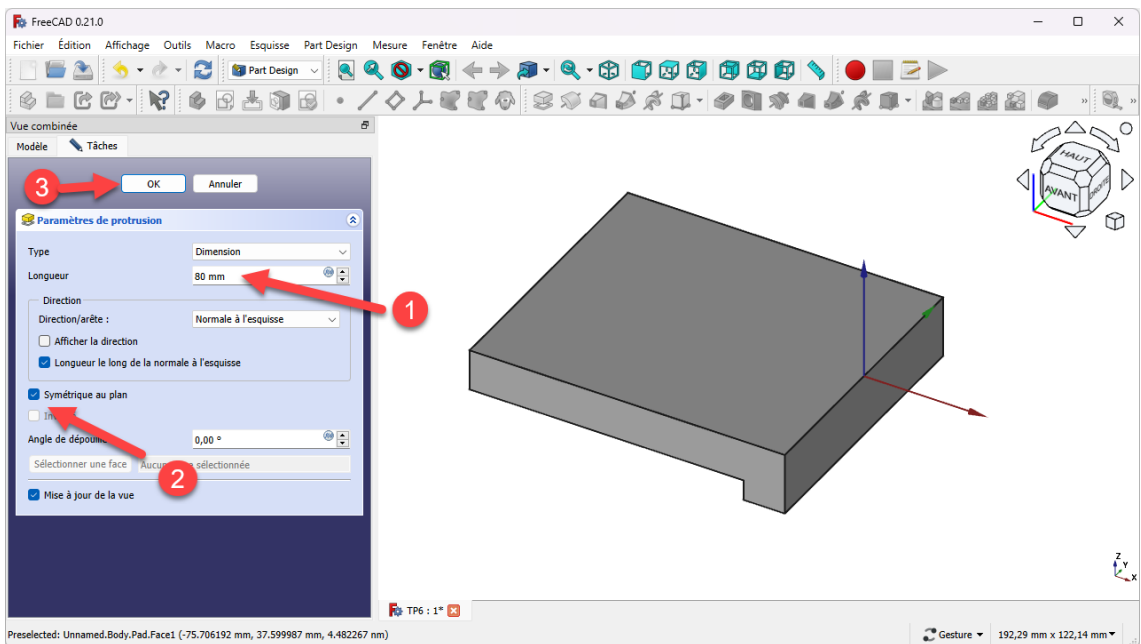 FreeCAD 0.21.0
Fichier Édition Affichage Outils Macro Esquisse Part Design Mesure Fenêtre Aide
Part Design
Vue combinée
Modèle Tâches
3 OK Annuler
Paramètres de protrusion
Type Dimension
Longueur 80 mm
1
Direction
Direction/arête : Normale à l'esquisse
Afficher la direction
Longueur le long de la normale à l'esquisse
Symétrique au plan
Angle de dépouille 0,00 °
Sélectionner une face sélectionnée
2
Mise à jour de la vue
HAUT
AVANT
DROITE
Z
Y
X
TP6 : 1*
Preselected: Unnamed.Body.Pad.Face1 (-75.706192 mm, 37.599987 mm, 4.482267 nm)
Gesture 192,29 mm x 122,14 mm